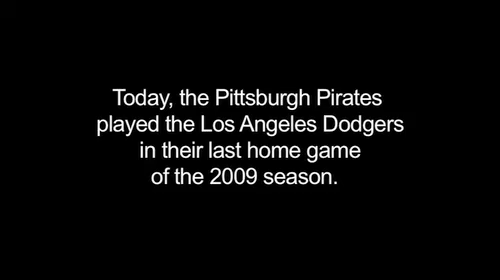 Today, the Pittsburgh Pirates
played the Los Angeles Dodgers
in their last home game
of the 2009 season.